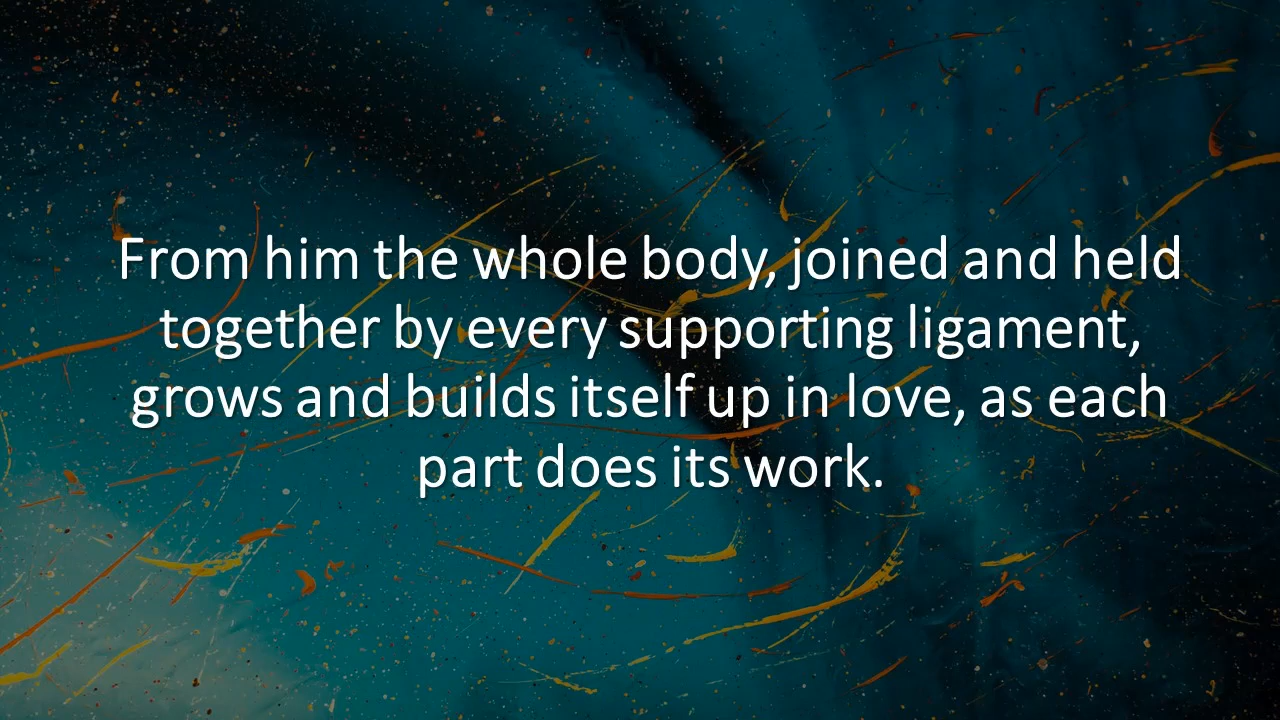 From him the whole body, joined and held
together by every supporting ligament,
grows and builds itself up in love, as each
part does its work.